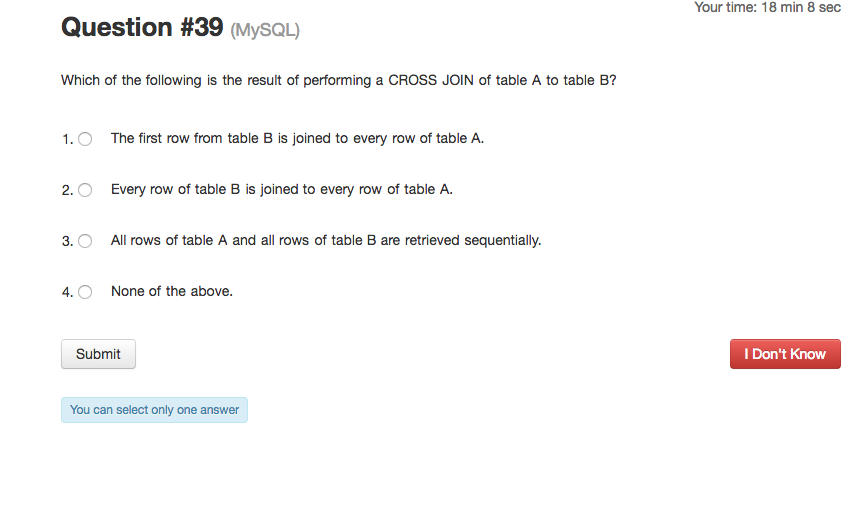 Your time: 18 min 8 sec
Question #39 (MySQL)
Which of the following is the result of performing a CROSS JOIN of table A to table B?
1. The first row from table B is joined to every row of table A.
2. Every row of table B is joined to every row of table A.
3. All rows of table A and all rows of table B are retrieved sequentially.
4. None of the above.
Submit I Don't Know
You can select only one answer